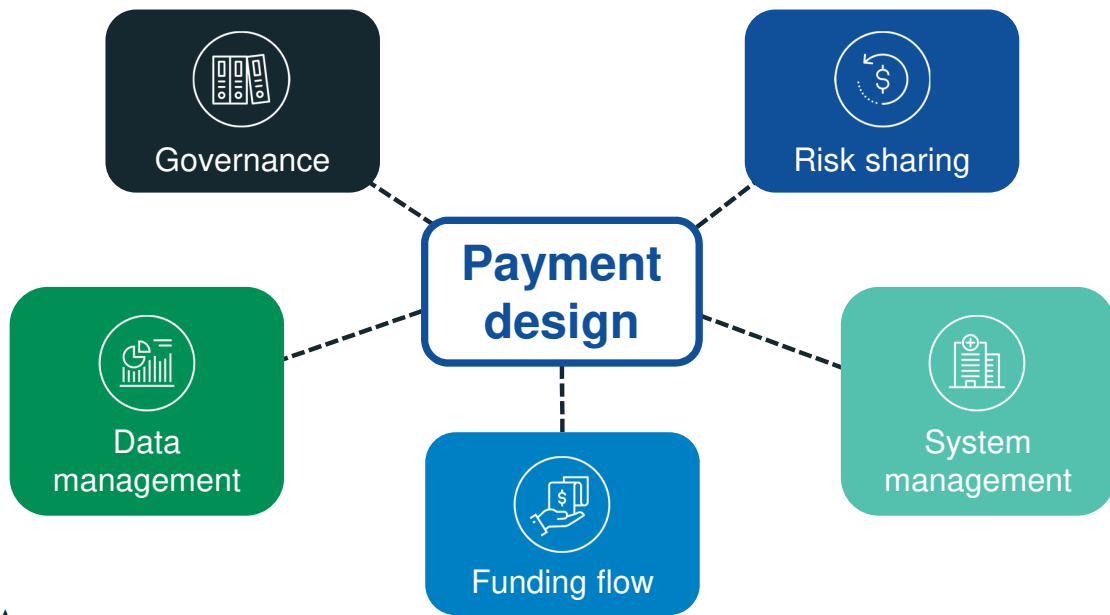 Governance
Risk sharing
Payment
design
Data
management
System
management
Funding flow